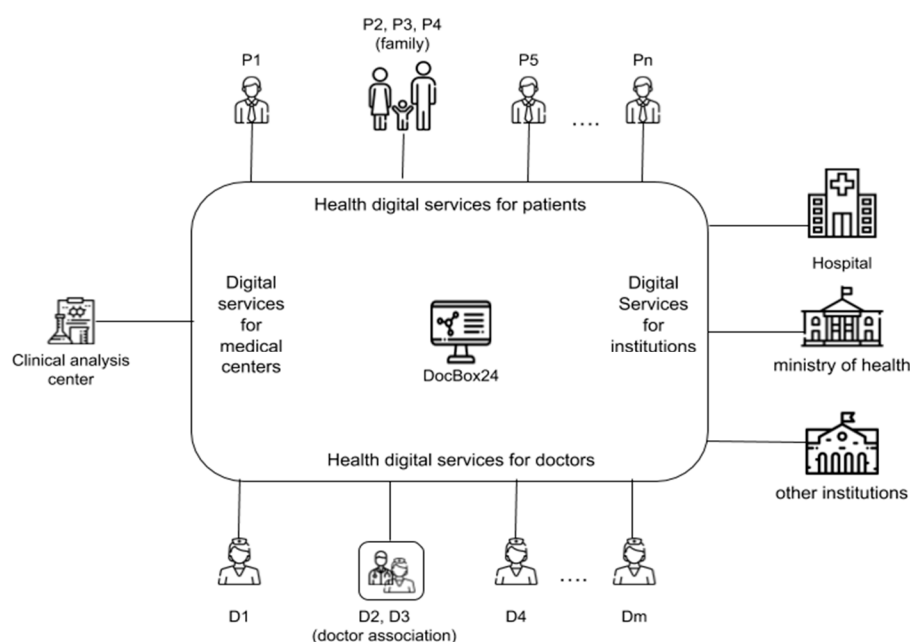 P2, P3, P4
(family)
P1
P5
Pn
....
Health digital services for patients
Digital
services
for
medical
centers
DocBox24
Digital
Services
for
institutions
Hospital
Clinical analysis
center
ministry of health
other institutions
Health digital services for doctors
....
D1
D2, D3
(doctor association)
D4
Dm